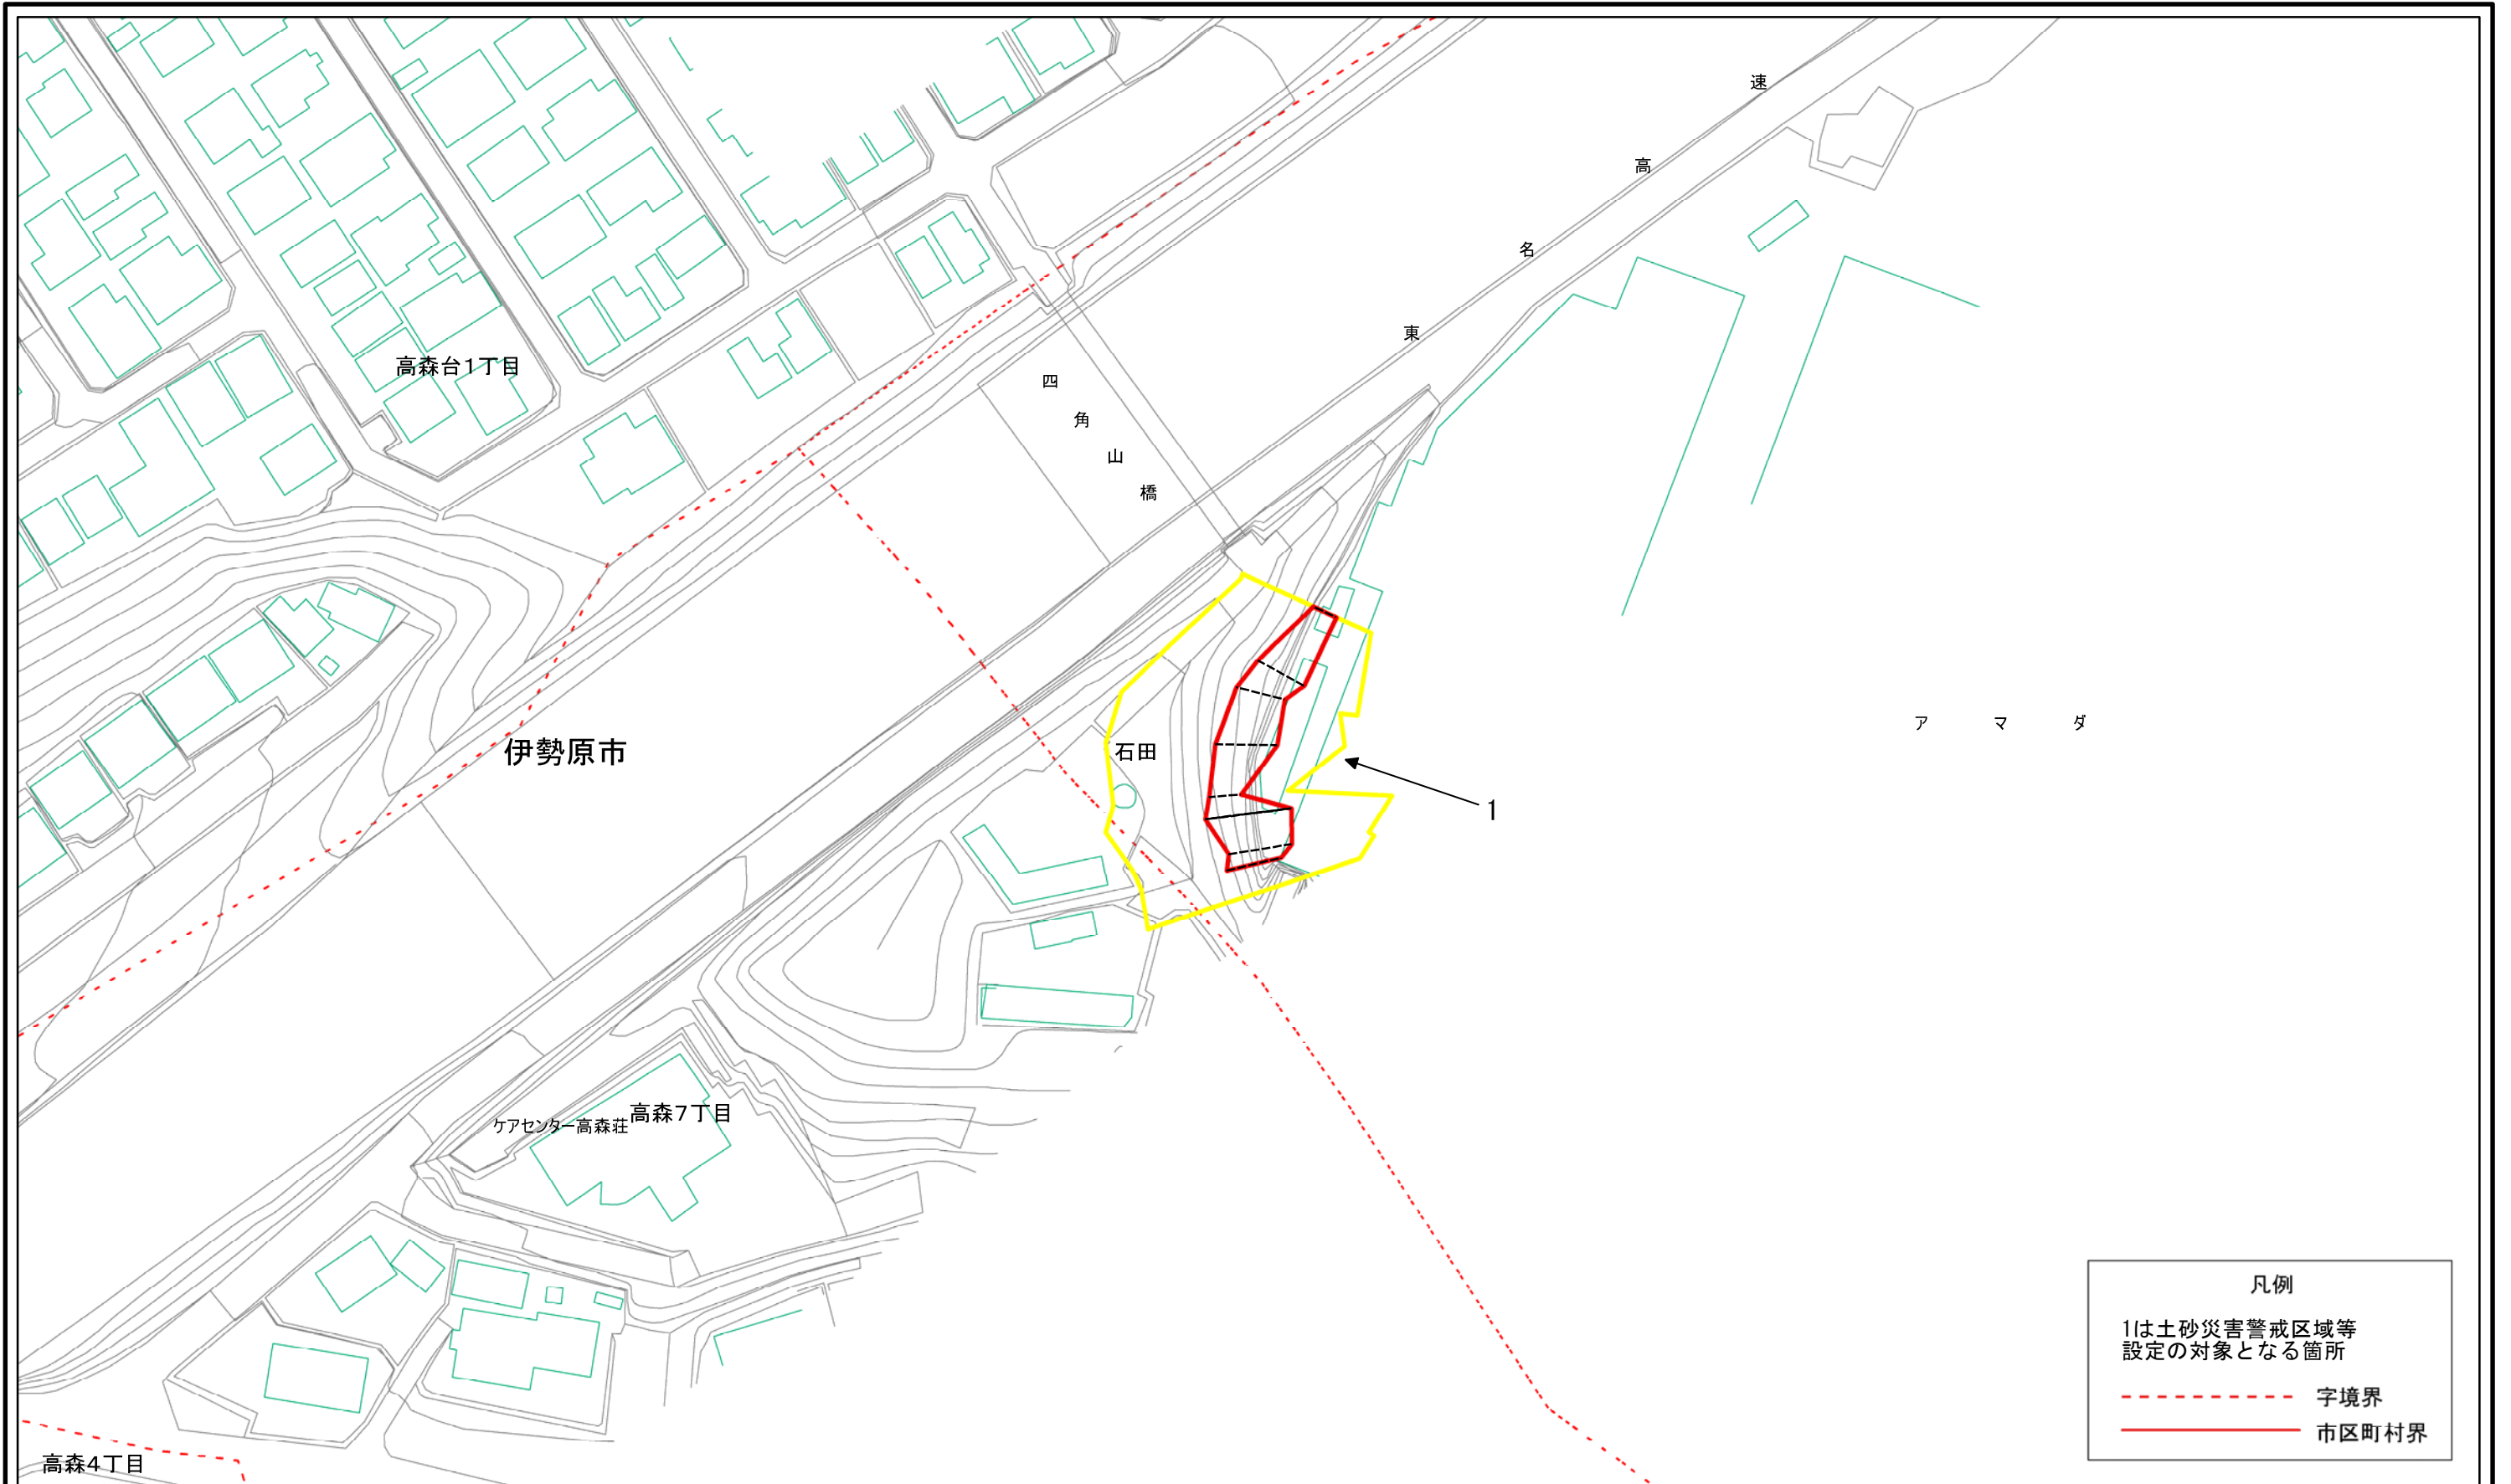 速
高
名
東
高森台1丁目
四
角
山
橋
伊勢原市
石田
ア マ ダ
1
ケアセンター高森荘
高森7丁目
高森4丁目
凡例
1は土砂災害警戒区域等
設定の対象となる箇所
字境界
市区町村界